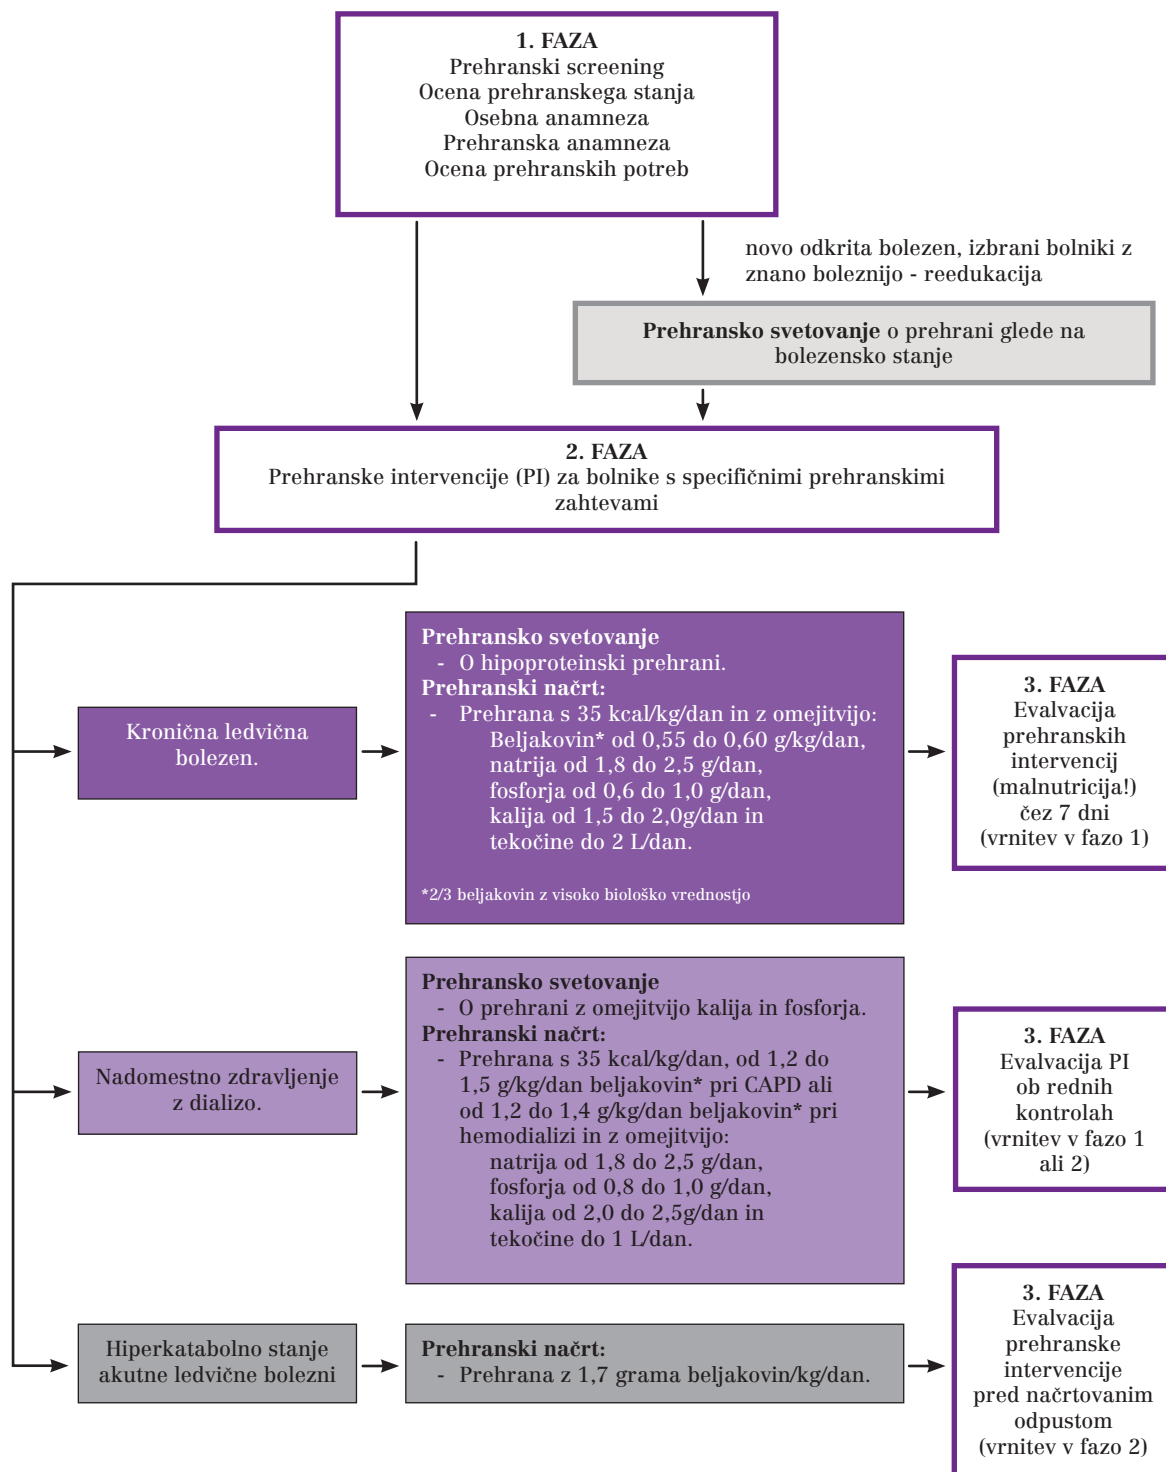 1. FAZA
Prehranski screening
Ocena prehranskega stanja
Osebna anamneza
Prehranska anamneza
Ocena prehranskih potreb
novo odkrita bolezen, izbrani bolniki z
znano boleznijo - reedukacija
Prehransko svetovanje o prehrani glede na
bolezensko stanje
2. FAZA
Prehranske intervencije (PI) za bolnike s specifičnimi prehranskimi
zahtevami
Kronična ledvična
bolezen.
Prehransko svetovanje
- O hipoproteinski prehrani.
Prehranski načrt:
- Prehrana s 35 kcal/kg/dan in z omejitvijo:
Beljakovin* od 0,55 do 0,60 g/kg/dan,
natrija od 1,8 do 2,5 g/dan,
fosforja od 0,6 do 1,0 g/dan,
kalija od 1,5 do 2,0g/dan in
tekočine do 2 L/dan.
*2/3 beljakovin z visoko biološko vrednostjo
3. FAZA
Evalvacija
prehranskih
intervencij
(malnutricija!)
čez 7 dni
(vrnitev v fazo 1)
Nadomestno zdravljenje
z dializo.
Prehransko svetovanje
- O prehrani z omejitvijo kalija in fosforja.
Prehranski načrt:
- Prehrana s 35 kcal/kg/dan, od 1,2 do
1,5 g/kg/dan beljakovin* pri CAPD ali
od 1,2 do 1,4 g/kg/dan beljakovin* pri
hemodializi in z omejitvijo:
natrija od 1,8 do 2,5 g/dan,
fosforja od 0,8 do 1,0 g/dan,
kalija od 2,0 do 2,5g/dan in
tekočine do 1 L/dan.
3. FAZA
Evalvacija PI
ob rednih
kontrolah
(vrnitev v fazo 1
ali 2)
Hiperkatabolno stanje
akutne ledvične bolezni
Prehranski načrt:
- Prehrana z 1,7 grama beljakovin/kg/dan.
3. FAZA
Evalvacija
prehranske
intervencije
pred načrtovanim
odpustom
(vrnitev v fazo 2)